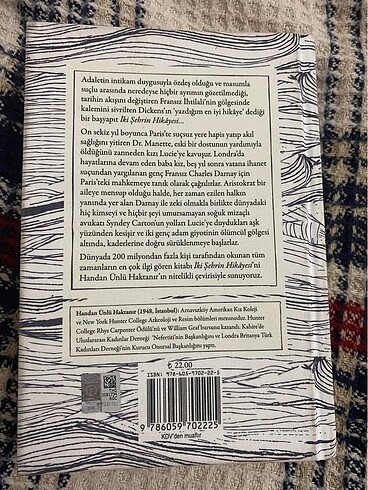 Adaletin intikam duygusuyla özdeş olduğu ve masumla
suçlu arasında neredeyse hiçbir ayrımın gözetilmediği,
tarihin akışını değiştiren Fransız İhtilali'nin gölgesinde
kalemini sivrilten Dickens'ın 'yazdığım en iyi hikâye' dediği
bir başyapıt İki Şehrin Hikâyesi...
On sekiz yıl boyunca Paris'te suçsuz yere hapis yatıp akıl
sağlığını yitiren Dr. Manette, eski bir dostunun yardımıyla
öldüğünü zanneden kızı Lucie'ye kavuşur. Londra'da
hayatlarına devam eden baba kız, beş yıl sonra vatana ihanet
suçundan yargılanan genç Fransız Charles Darnay için
Paris'teki mahkemeye tanık olarak çağrılırlar. Aristokrat bir
aileye mensup olduğu halde, her zaman ezilen halkın
yanında yer alan Darnay ile zeki olmakla birlikte dünyadaki
hiç kimseyi ve hiçbir şeyi umursamayan soğuk mizaçlı
avukat Syndey Carton'un yolları Lucie'ye duydukları aşk
yüzünden kesişir ve iki genç adam giyotinin ölümcül gölgesi
altında, kaderlerine doğru sürüklenmeye başlarlar.
Dünyada 200 milyondan fazla kişi tarafından okunan tüm
zamanların en çok ilgi gören kitabı İki Şehrin Hikâyesi'ni
Handan Ünlü Haktanır'ın nitelikli çevirisiyle sunuyoruz.
Handan Ünlü Haktanır (1948, İstanbul): Arnavutköy Amerikan Kız Koleji
ve New York Hunter College Arkeoloji ve Resim bölümleri mezunudur. Hunter
College Rhys Carpenter Ödülü'nü ve William Graf bursunu kazandı. Kahire'de
Uluslararası Kadınlar Derneği 'Nefertiti'nin Başkanlığını ve Londra Britanya Türk
Kadınları Derneği'nin Kurucu Onursal Başkanlığını yaptı.
₺ 22.00
ISBN: 978-605-9702-22-5
9 786059 702225
KDV'den muaftır